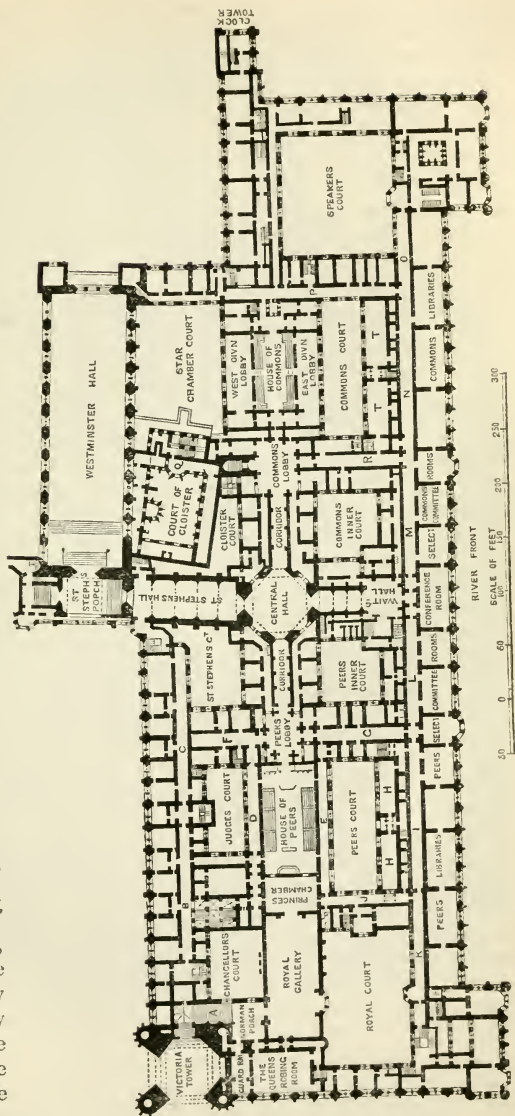 CLOCK
TOWER
SPEAKERS
COURT
WESTMINSTER HALL
STAR
CHAMBER COURT
WEST DIVN
LOBBY
HOUSE OF
COMMONS
EAST DIVN
LOBBY
COMMONS COURT
T
T
P
O
LIBRARIES
COMMONS
N
COURT OF
CLOISTER
Q
CLOISTER
COURT
COMMONS
LOBBY
R
CORRIDOR
COMMONS
INNER
COURT
M
ROOMS
COMMONS
COMMITTEE
SELECT
ST
STEPHS
PORCH
ST STEPHENS HALL
CENTRAL
HALL
WAITG
HALL
CONFERENCE
ROOM
ST STEPHENS CT
CORRIDOR
PEERS
INNER
COURT
L
ROOMS
COMMITTEE
SELECT
PEERS
C
F
PEERS
LOBBY
G
JUDGES COURT
D
HOUSE OF
PEERS
E
PEERS COURT
H
H
I
LIBRARIES
PEERS
B
PRINCES
CHAMBER
J
K
CHANCELLORS
COURT
ROYAL
GALLERY
ROYAL COURT
A
NORMAN
PORCH
VICTORIA
TOWER
GUARD RM
THE
QUEENS
ROBING
ROOM
RIVER FRONT
SCALE OF FEET
50 0 50 100 150 200 250 300